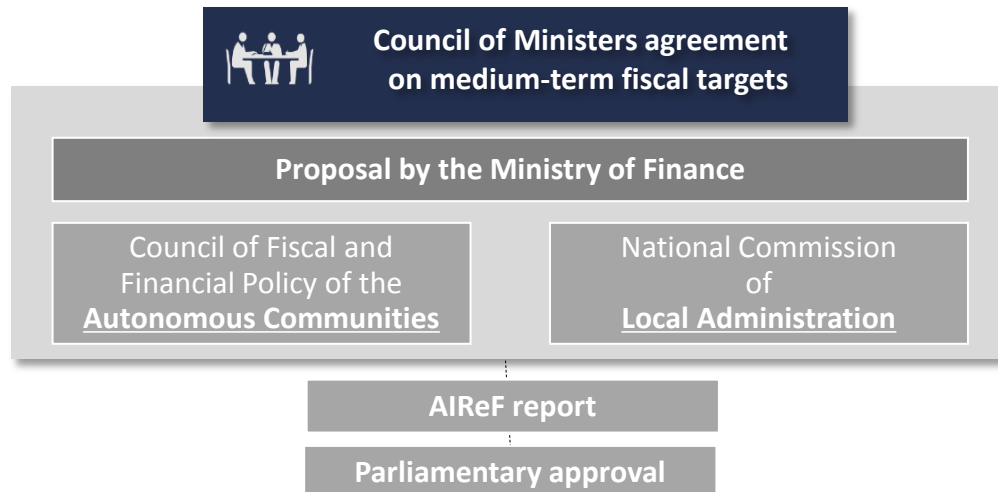 Council of Ministers agreement
on medium-term fiscal targets
Proposal by the Ministry of Finance
Council of Fiscal and
Financial Policy of the
Autonomous Communities
National Commission
of
Local Administration
AIReF report
Parliamentary approval